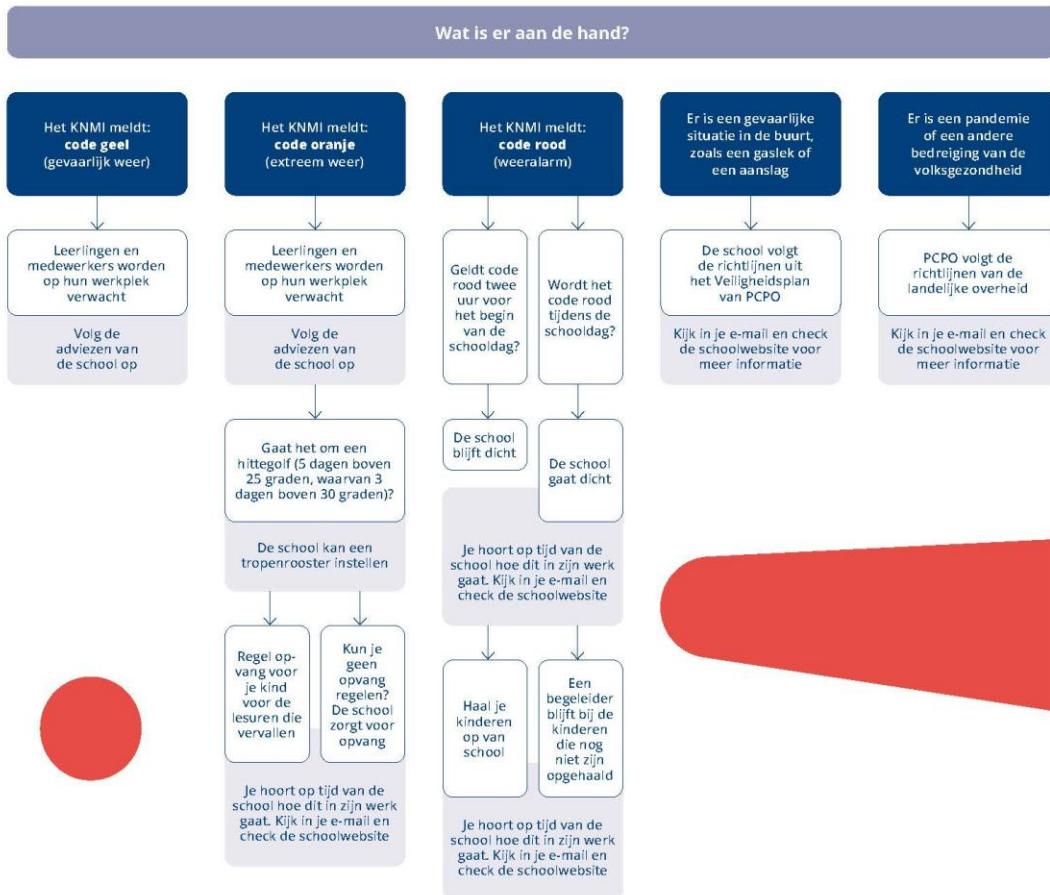 Wat is er aan de hand?
Het KNMI meldt:
code geel
(gevaarlijk weer)
Leerlingen en
medewerkers worden
op hun werkplek
verwacht
Volg de
adviezen van
de school op
Het KNMI meldt:
code oranje
(extreem weer)
Leerlingen en
medewerkers worden
op hun werkplek
verwacht
Volg de
adviezen van
de school op
Gaat het om een
hittegolf (5 dagen boven
25 graden, waarvan 3
dagen boven 30 graden)?
De school kan een
tropenrooster instellen
Regel op-
vang voor
je kind
voor de
lesuren die
vervallen
Kun je
geen
opvang
regelen?
De school
zorgt voor
opvang
Je hoort op tijd van de
school hoe dit in zijn werk
gaat. Kijk in je e-mail en
check de schoolwebsite
Het KNMI meldt:
code rood
(weeralarm)
Geldt code
rood twee
uur voor
het begin
van de
schooldag?
Wordt het
code rood
tijdens de
schooldag?
De school
blijft dicht
De school
gaat dicht
Je hoort op tijd van de
school hoe dit in zijn werk
gaat. Kijk in je e-mail en
check de schoolwebsite
Haal je
kinderen
op van
school
Een
begeleider
blijft bij de
kinderen
die nog
niet zijn
opgehaald
Je hoort op tijd van de
school hoe dit in zijn werk
gaat. Kijk in je e-mail en
check de schoolwebsite
Er is een gevaarlijke
situatie in de buurt,
zoals een gaslek of
een aanslag
De school volgt
de richtlijnen uit
het Veiligheidsplan
van PCPO
Kijk in je e-mail en check
de schoolwebsite voor
meer informatie
Er is een pandemie
of een andere
bedreiging van de
volksgezondheid
PCPO volgt de
richtlijnen van de
landelijke overheid
Kijk in je e-mail en check
de schoolwebsite voor
meer informatie